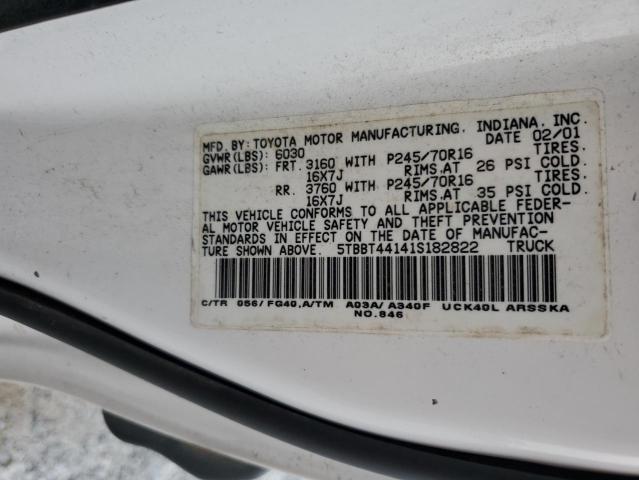 MFD. BY: TOYOTA MOTOR MANUFACTURING, INDIANA, INC.
GVWR(LBS): 6030 DATE 02/01
GAWR(LBS): FRT. 3160 WITH P245/70R16 TIRES.
16X7J RIMS.AT 26 PSI COLD.
RR. 3760 WITH P245/70R16 TIRES.
16X7J RIMS.AT 35 PSI COLD.
THIS VEHICLE CONFORMS TO ALL APPLICABLE FEDER-
AL MOTOR VEHICLE SAFETY AND THEFT PREVENTION
STANDARDS IN EFFECT ON THE DATE OF MANUFAC-
TURE SHOWN ABOVE. 5TBBT44141S182822 TRUCK
C/TR 056/FG40,A/TM A03A/A340F UCK40L ARSSKA
NO.846